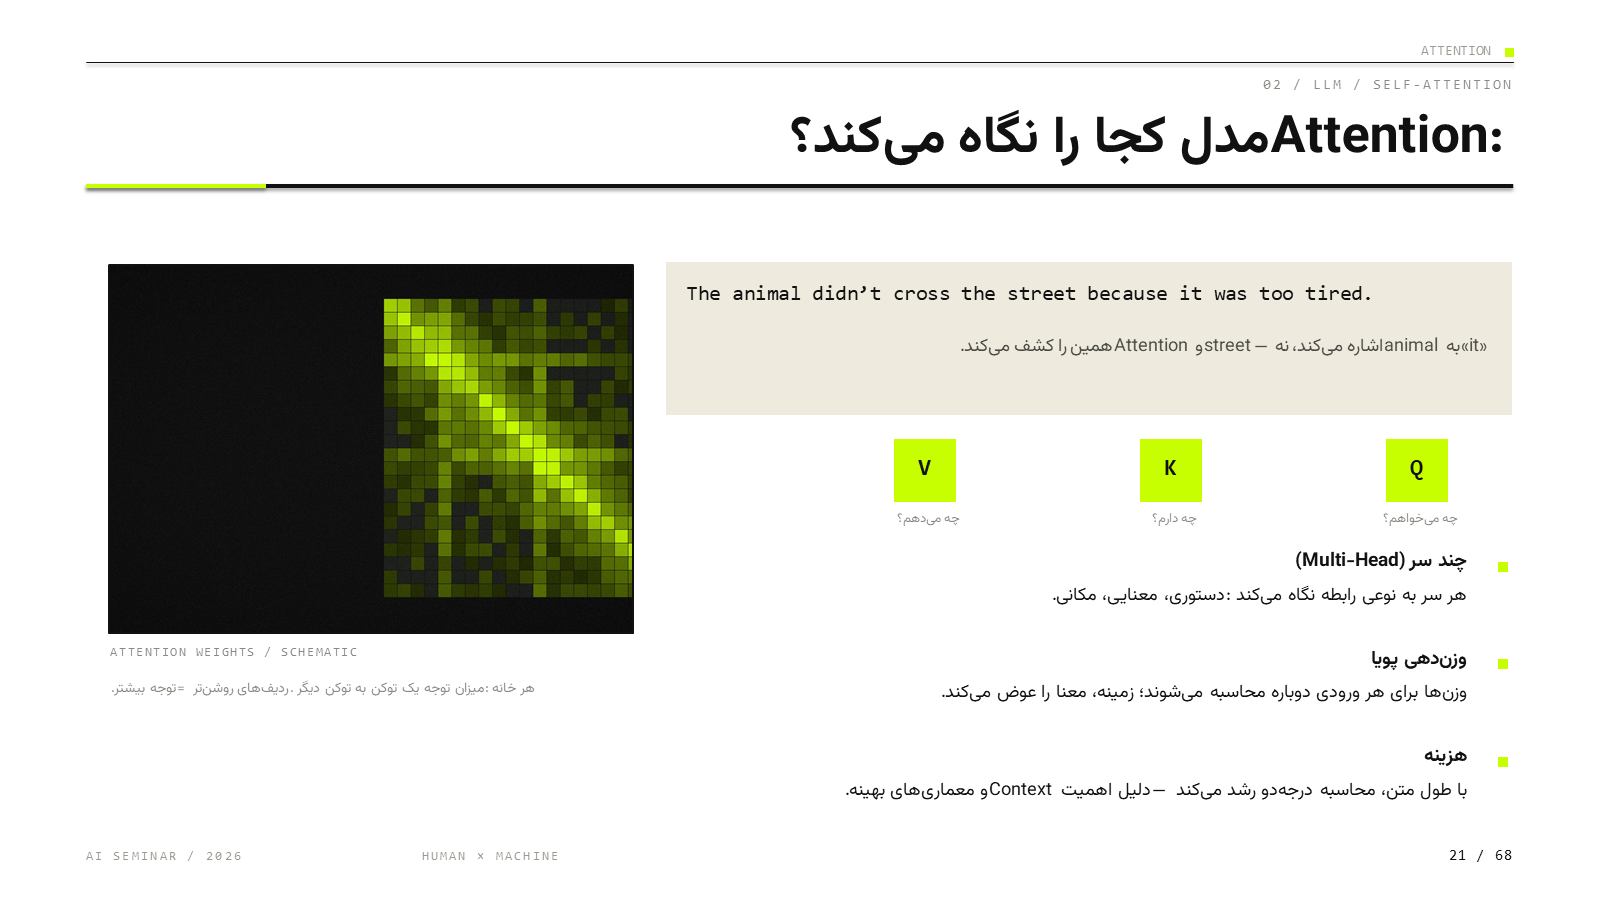 ATTENTION
02 / LLM / SELF-ATTENTION
Attention: مدل کجا را نگاه می‌کند؟
The animal didn’t cross the street because it was too tired.
«it» به animal اشاره می‌کند، نه street — و Attention همین را کشف می‌کند.
Q
K
V
چه می‌خواهم؟
چه دارم؟
چه می‌دهم؟
چند سر (Multi-Head)
هر سر به نوعی رابطه نگاه می‌کند: دستوری، معنایی، مکانی.
وزن‌دهی پویا
وزن‌ها برای هر ورودی دوباره محاسبه می‌شوند؛ زمینه، معنا را عوض می‌کند.
هزینه
با طول متن، محاسبه درجه‌دو رشد می‌کند — دلیل اهمیت Context و معماری‌های بهینه.
ATTENTION WEIGHTS / SCHEMATIC
هر خانه: میزان توجه یک توکن به توکن دیگر. ردیف‌های روشن‌تر = توجه بیشتر.
AI SEMINAR / 2026
HUMAN × MACHINE
21 / 68